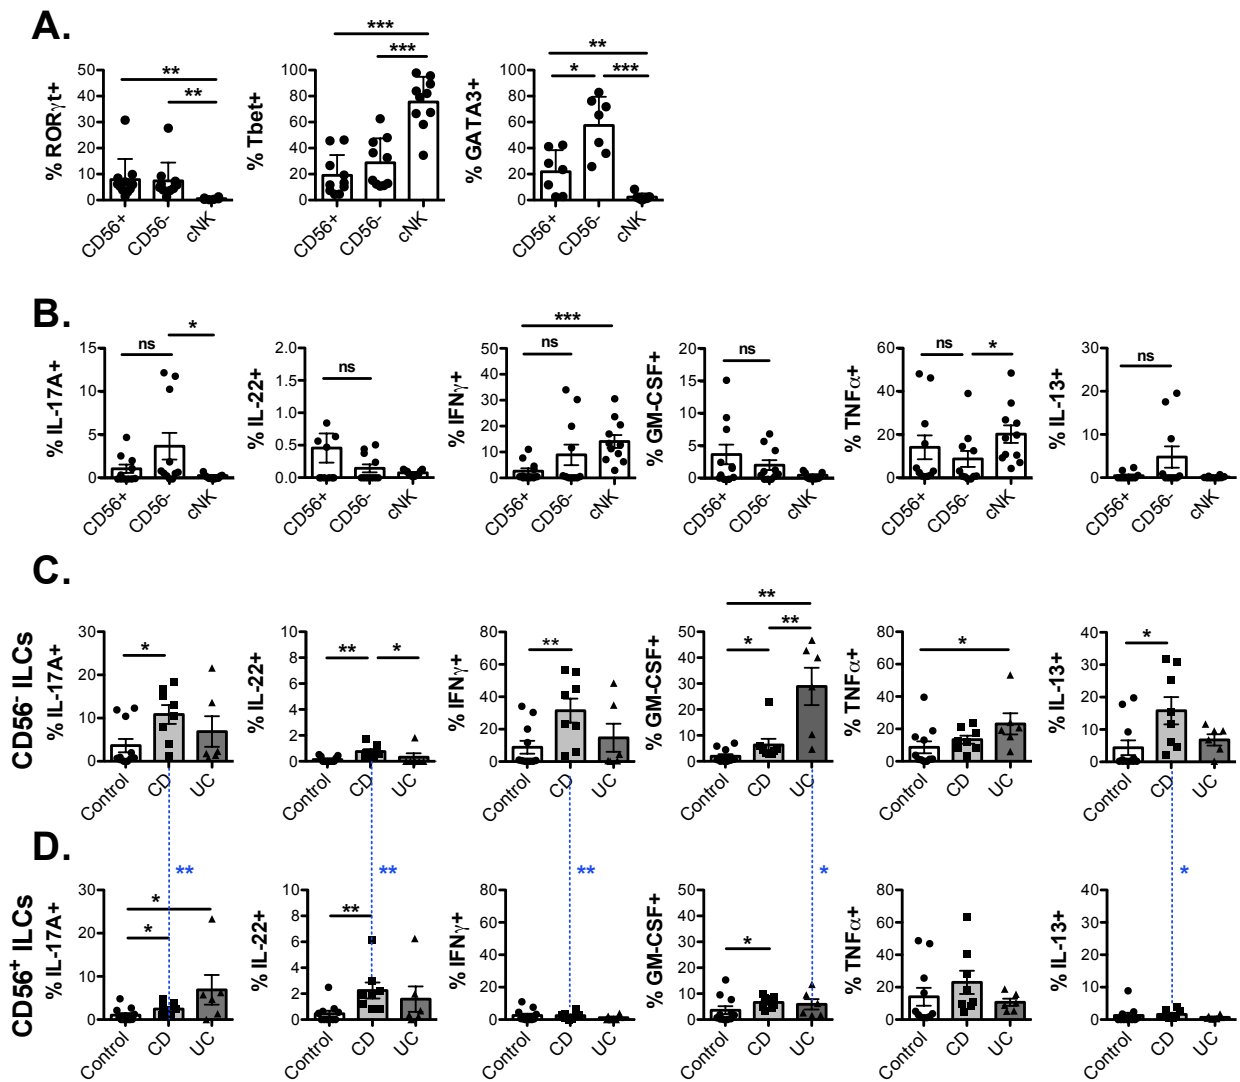 A.
% RORγt+
50
40
30
20
10
0
**
**
CD56+
CD56-
cNK
% Tbet+
100
80
60
40
20
0
***
***
CD56+
CD56-
cNK
% GATA3+
100
80
60
40
20
0
**
*
***
CD56+
CD56-
cNK
B.
% IL-17A+
15
10
5
0
ns
*
CD56+
CD56-
cNK
% IL-22+
2.0
1.5
1.0
0.5
0.0
ns
CD56+
CD56-
cNK
% IFNγ+
50
40
30
20
10
0
***
ns
CD56+
CD56-
cNK
% GM-CSF+
20
15
10
5
0
ns
CD56+
CD56-
cNK
% TNFα+
60
40
20
0
ns
*
CD56+
CD56-
cNK
% IL-13+
30
20
10
0
ns
CD56+
CD56-
cNK
C.
CD56⁻ ILCs
% IL-17A+
30
20
10
0
*
Control
CD
UC
% IL-22+
10
8
6
4
2
0
**
*
Control
CD
UC
% IFNγ+
80
60
40
20
0
**
Control
CD
UC
% GM-CSF+
50
40
30
20
10
0
**
*
**
Control
CD
UC
% TNFα+
80
60
40
20
0
*
Control
CD
UC
% IL-13+
40
30
20
10
0
*
Control
CD
UC
D.
**
**
**
*
*
CD56⁺ ILCs
% IL-17A+
30
20
10
0
*
*
Control
CD
UC
% IL-22+
10
8
6
4
2
0
**
Control
CD
UC
% IFNγ+
80
60
40
20
0
Control
CD
UC
% GM-CSF+
50
40
30
20
10
0
*
Control
CD
UC
% TNFα+
80
60
40
20
0
Control
CD
UC
% IL-13+
40
30
20
10
0
Control
CD
UC